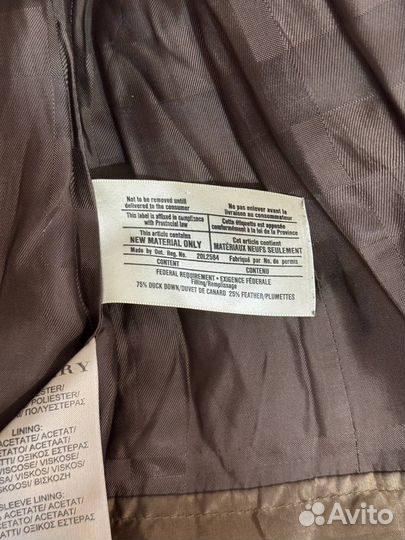 Not to be removed until
delivered to the consumer
Ne pas enlever avant la
livraison au consommateur
This label is affixed in compliance
with Provincial law
Cette étiquette est apposée
conformément à la loi de la Province
This article contains
NEW MATERIAL ONLY
Cet article contient
MATÉRIAUX NEUFS SEULEMENT
Made by Ont. Reg. No. 20L2584 Fabriqué par No. de permis
CONTENT CONTENU
FEDERAL REQUIREMENT • EXIGENCE FÉDÉRALE
Filling/Remplissage
75% DUCK DOWN/DUVET DE CANARD 25% FEATHER/PLUMETTES
RRY
ESTER/
POLIESTER/
ΠΟΛΥΕΣΤΕΡΑΣ
LINING:
ACETATE/ ACETAT/
ACETATO/ ACETAAT/
ΟΞΙΚΟΣ ΕΣΤΕΡΑΣ
VISCOSE/ VISKOSE/
VISCOSA/ VISKÓS/
VISKOOSI/ ΒΙΣΚΟΖΗ
SLEEVE LINING:
ACETATE/ ACETAT/
ACETATO/ ACETAAT/
ΟΞΙΚΟΣ ΕΣΤΕΡΑΣ
Avito